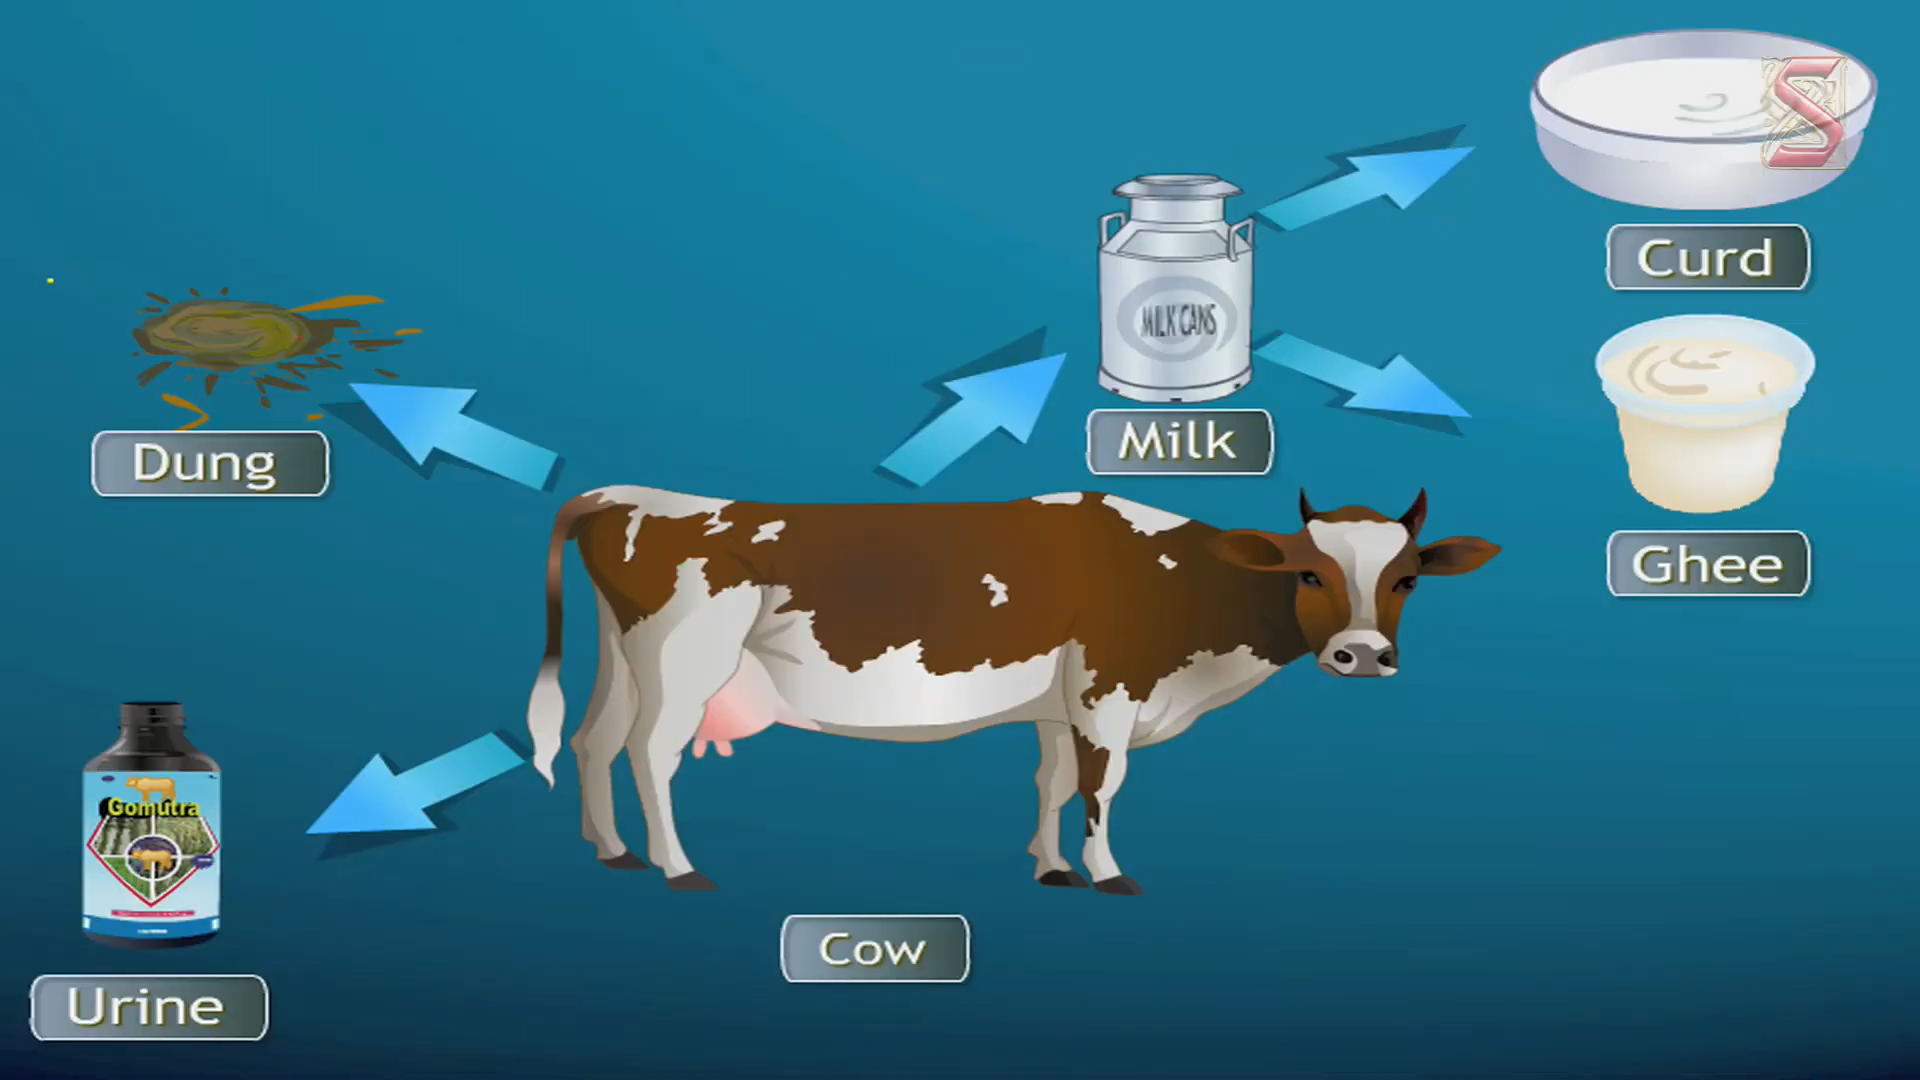 Curd
MILK CANS
Milk
Dung
Ghee
Gomutra
Cow
Urine